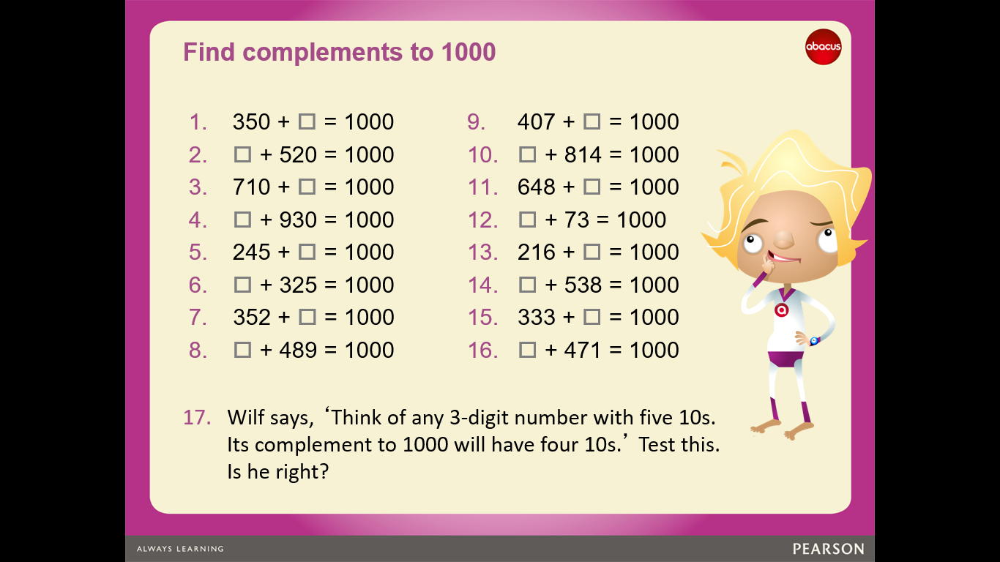 Find complements to 1000
abacus
1. 350 + □ = 1000
2. □ + 520 = 1000
3. 710 + □ = 1000
4. □ + 930 = 1000
5. 245 + □ = 1000
6. □ + 325 = 1000
7. 352 + □ = 1000
8. □ + 489 = 1000
9. 407 + □ = 1000
10. □ + 814 = 1000
11. 648 + □ = 1000
12. □ + 73 = 1000
13. 216 + □ = 1000
14. □ + 538 = 1000
15. 333 + □ = 1000
16. □ + 471 = 1000
a
17. Wilf says, ‘Think of any 3-digit number with five 10s.
Its complement to 1000 will have four 10s.’ Test this.
Is he right?
ALWAYS LEARNING
PEARSON